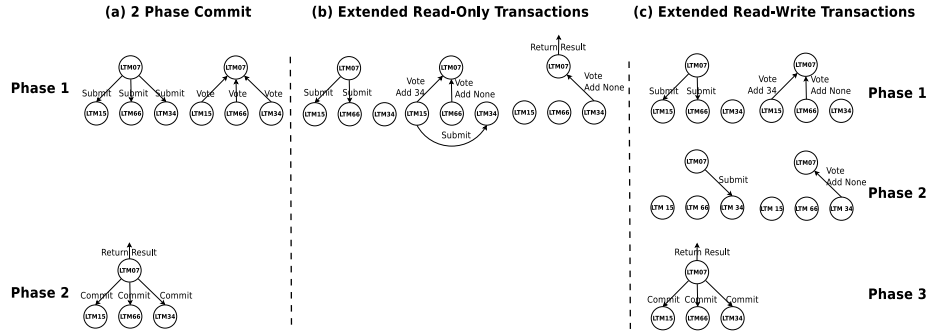 (a) 2 Phase Commit
(b) Extended Read-Only Transactions
(c) Extended Read-Write Transactions
Phase 1
LTM07
Submit Submit Submit
LTM15 LTM66 LTM34
LTM07
Vote Vote Vote
LTM15 LTM66 LTM34
LTM07
Submit Submit
LTM15 LTM66 LTM34
LTM07
Vote
Add 34
Vote
Add None
LTM15 LTM66 LTM34
Submit
Return Result
LTM07
Vote
Add None
LTM15 LTM66 LTM34
LTM07
Submit Submit
LTM15 LTM66 LTM34
LTM07
Vote
Add 34
Vote
Add None
LTM15 LTM66 LTM34
Phase 1
LTM07
Submit
LTM 15 LTM 66 LTM 34
LTM07
Vote
Add None
LTM 15 LTM 66 LTM 34
Phase 2
Phase 2
Return Result
LTM07
Commit Commit Commit
LTM15 LTM66 LTM34
Return Result
LTM07
Commit Commit Commit
LTM15 LTM66 LTM34
Phase 3